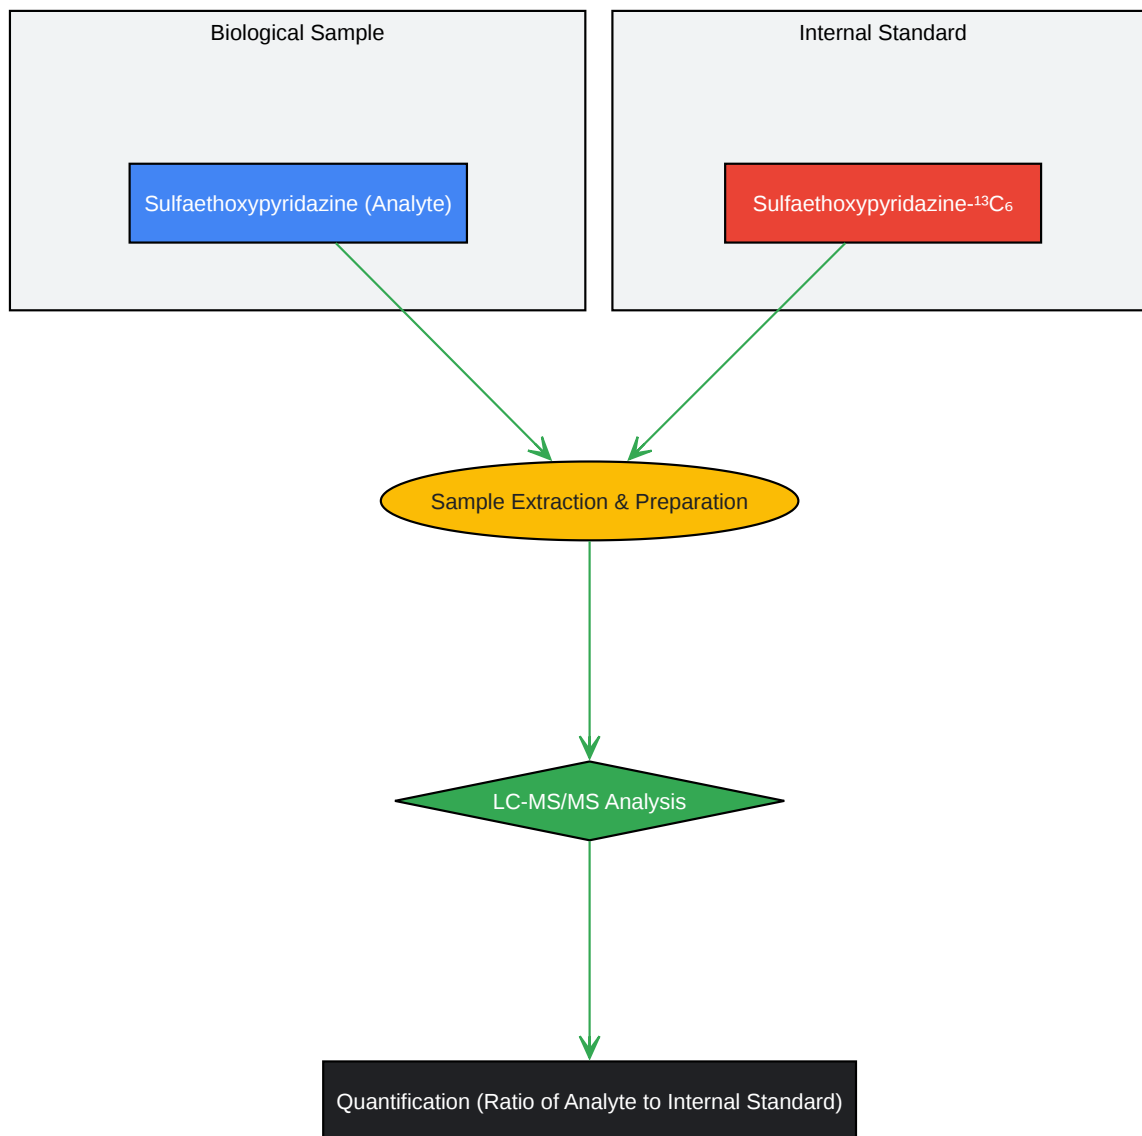 Biological Sample
Internal Standard
Sulfaethoxypyridazine (Analyte)
Sulfaethoxypyridazine-¹³C₆
Sample Extraction & Preparation
LC-MS/MS Analysis
Quantification (Ratio of Analyte to Internal Standard)